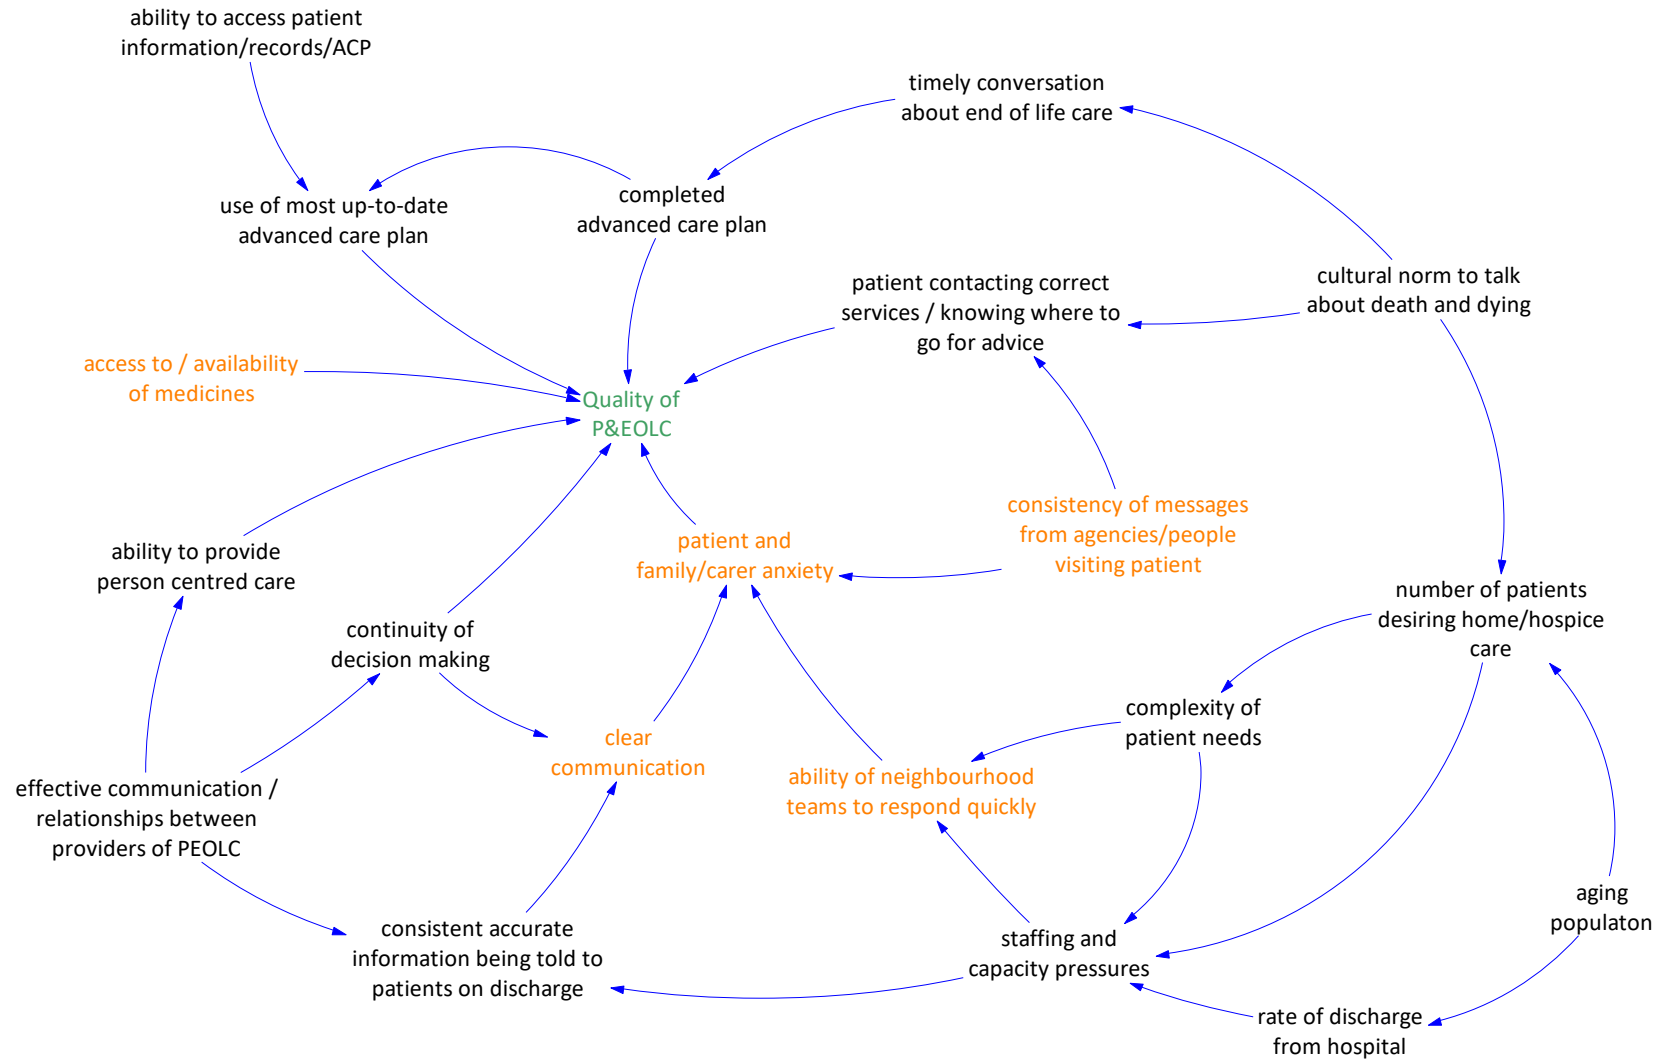 ability to access patient
information/records/ACP
timely conversation
about end of life care
use of most up-to-date
advanced care plan
completed
advanced care plan
cultural norm to talk
about death and dying
patient contacting correct
services / knowing where to
go for advice
access to / availability
of medicines
Quality of
P&EOLC
consistency of messages
from agencies/people
visiting patient
patient and
family/carer anxiety
ability to provide
person centred care
number of patients
desiring home/hospice
care
continuity of
decision making
complexity of
patient needs
clear
communication
ability of neighbourhood
teams to respond quickly
effective communication /
relationships between
providers of PEOLC
aging
populaton
consistent accurate
information being told to
patients on discharge
staffing and
capacity pressures
rate of discharge
from hospital